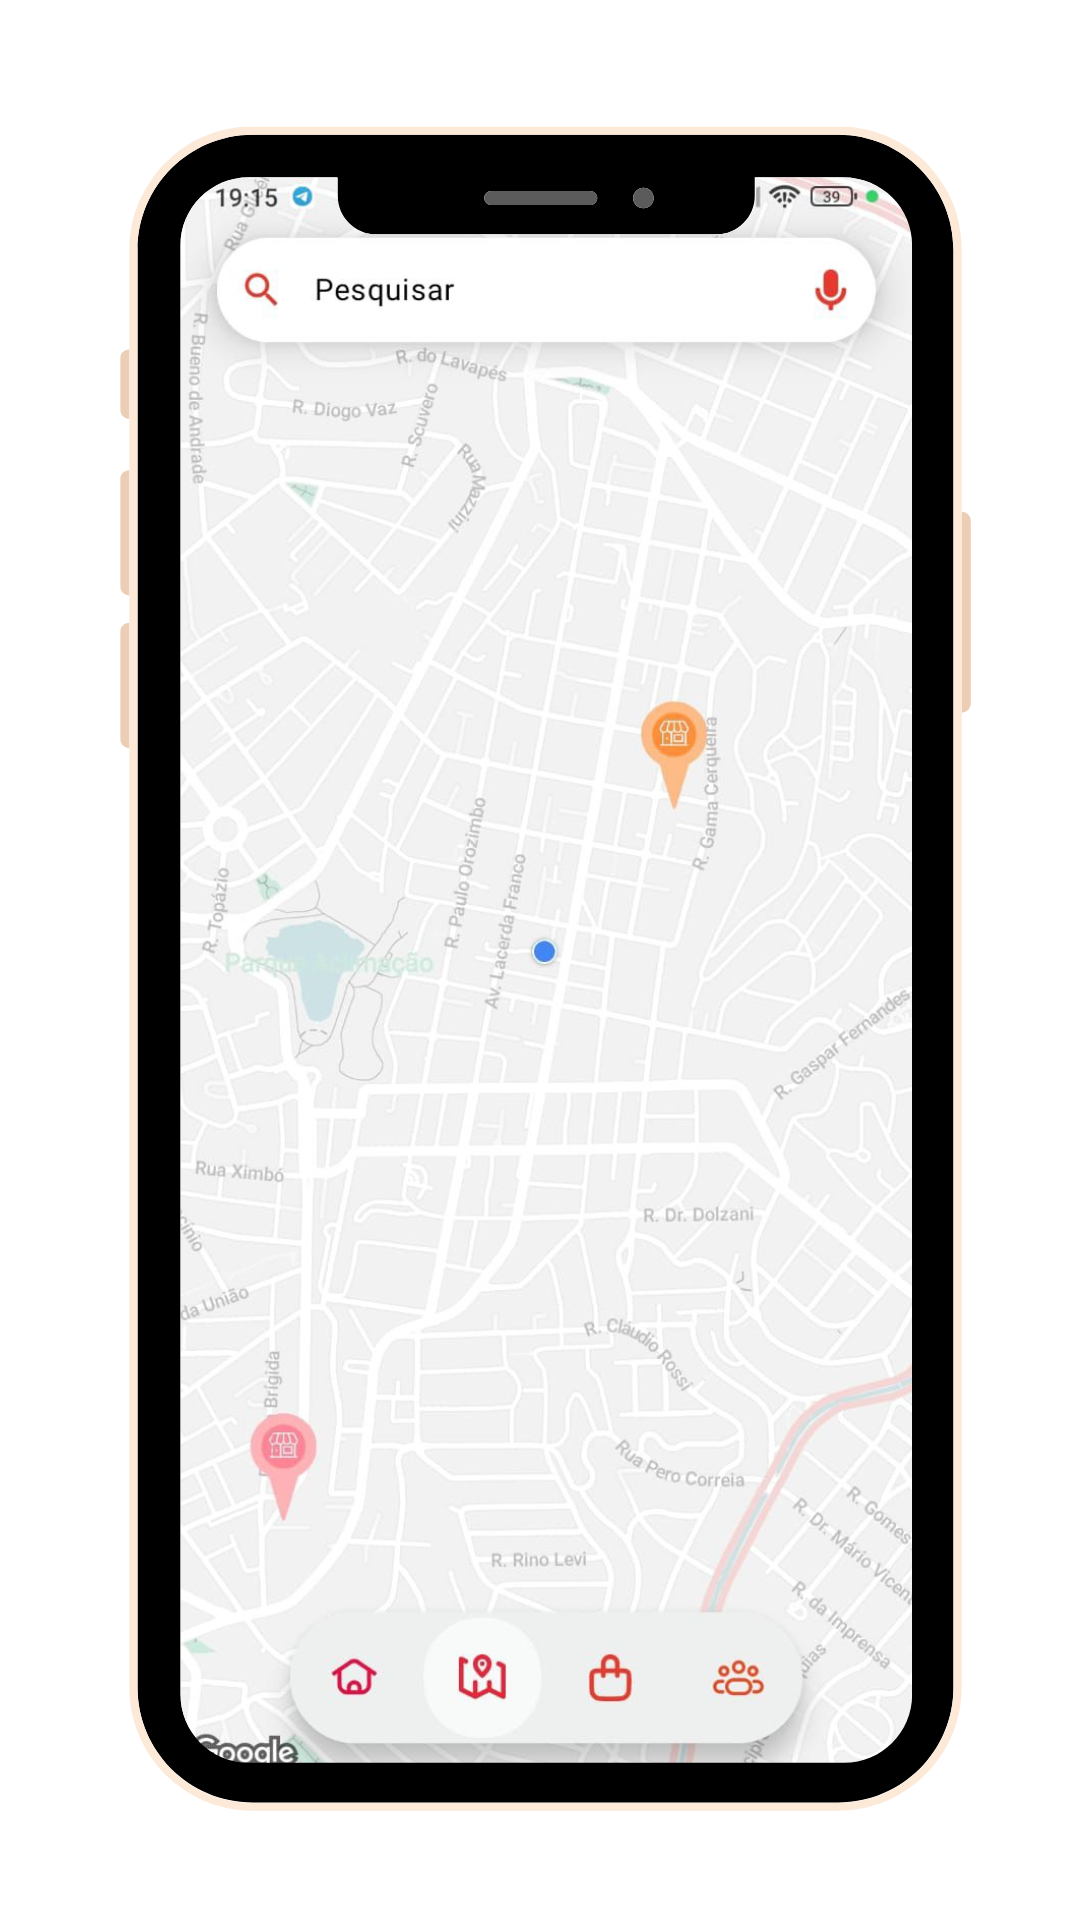 19:15
39
Pesquisar
R. Bueno de Andrade
R. do Lavapés
R. Diogo Vaz
R. Scuvero
Rua Mazzini
R. Gama Cerqueira
R. Paulo Orozimbo
Av. Lacerda Franco
R. Topázio
Parque Aclimação
R. Gaspar Fernandes
Rua Ximbó
R. Dr. Dolzani
da União
R. Cláudio Rossi
Brígida
Rua Pero Correia
R. Gomes
R. Dr. Mário Vicent
R. Rino Levi
R. da Imprensa
Google